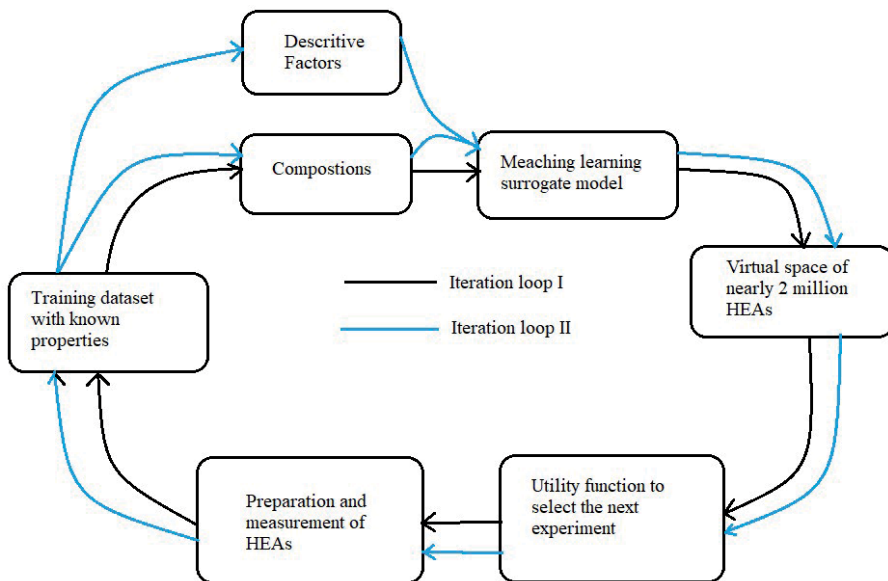 Descritive
Factors
Compostions
Meaching learning
surrogate model
Virtual space of
nearly 2 million
HEAs
Training dataset
with known
properties
Iteration loop I
Iteration loop II
Utility function to
select the next
experiment
Preparation and
measurement of
HEAs